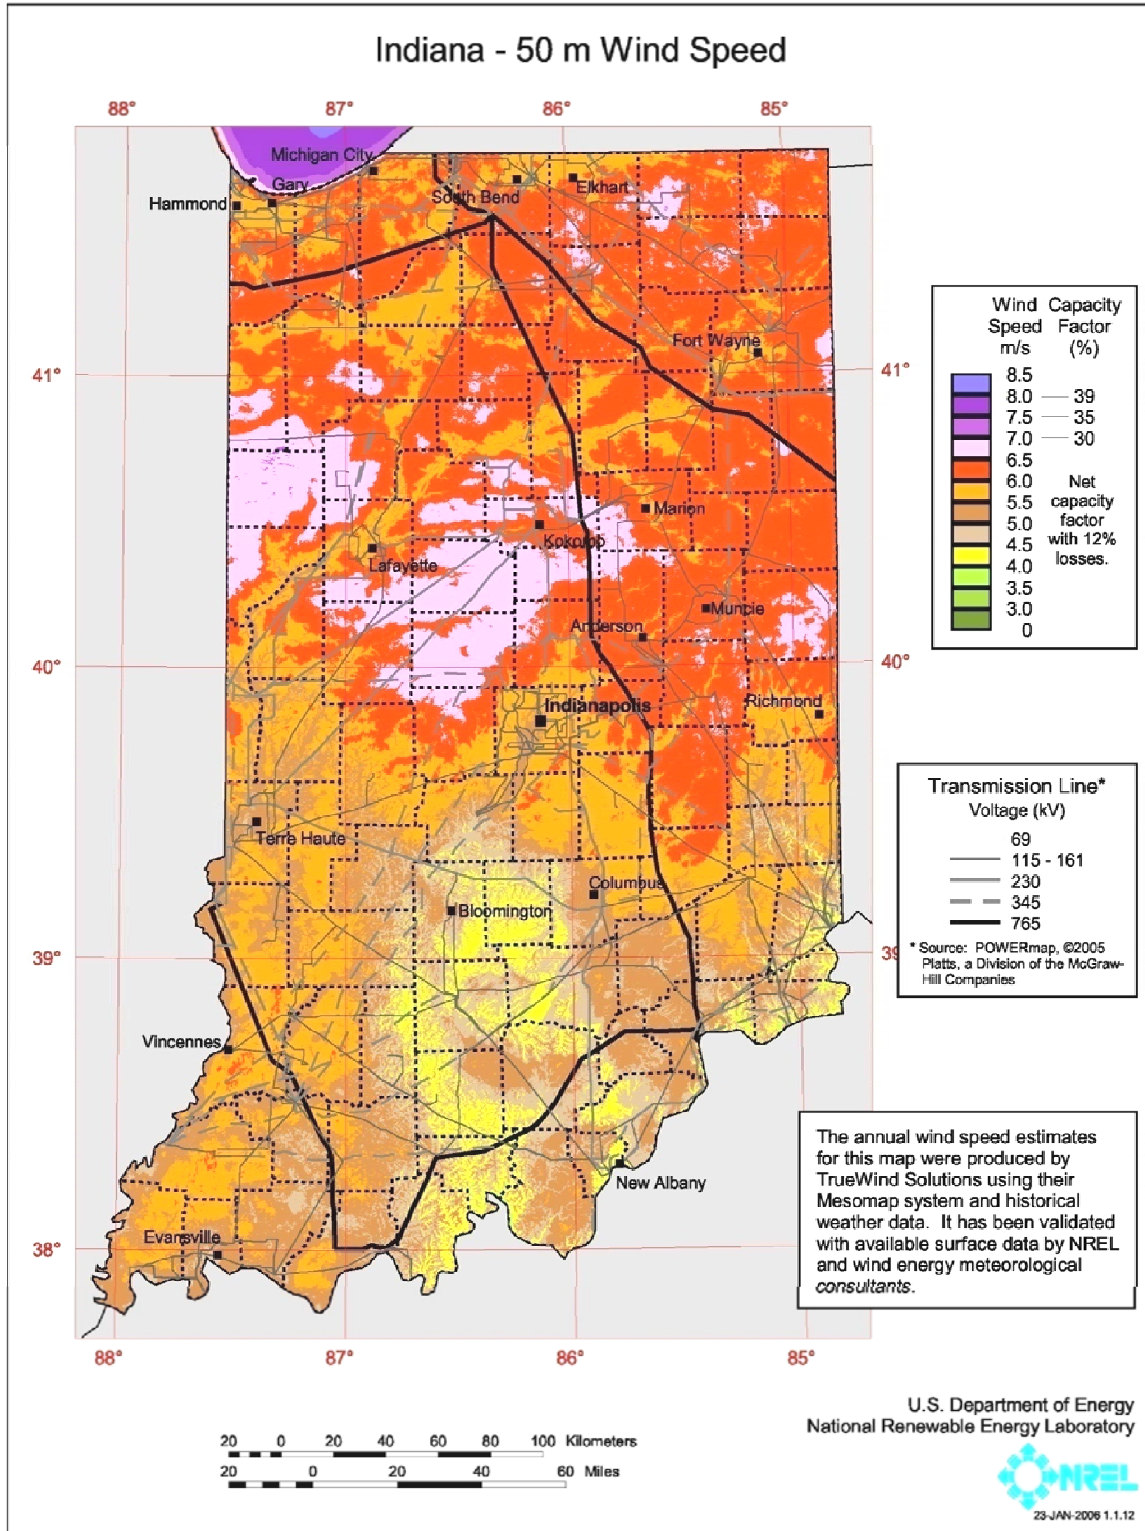 Indiana - 50 m Wind Speed
88°
87°
86°
85°
Michigan City
Gary
Hammond
South Bend
Elkhart
Fort Wayne
41°
41°
Marion
Kokomo
Lafayette
Muncie
Anderson
40°
40°
Richmond
Indianapolis
Terre Haute
Columbus
Bloomington
39°
39°
Vincennes
New Albany
Evansville
38°
88°
87°
86°
85°
Wind Capacity
Speed Factor
m/s (%)
8.5
8.0 39
7.5 35
7.0 30
6.5
6.0
5.5
5.0
4.5
4.0
3.5
3.0
0
Net
capacity
factor
with 12%
losses.
Transmission Line*
Voltage (kV)
69
115 - 161
230
345
765
* Source: POWERmap, ©2005
Platts, a Division of the McGraw-
Hill Companies
The annual wind speed estimates
for this map were produced by
TrueWind Solutions using their
Mesomap system and historical
weather data. It has been validated
with available surface data by NREL
and wind energy meteorological
consultants.
U.S. Department of Energy
National Renewable Energy Laboratory
20 0 20 40 60 80 100 Kilometers
20 0 20 40 60 Miles
NREL
23-JAN-2006 1.1.12